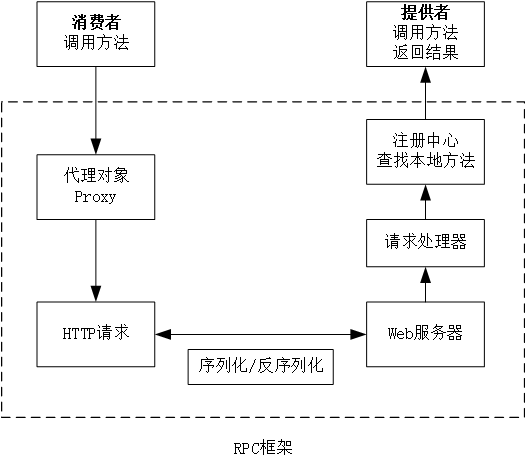 消费者
调用方法
提供者
调用方法
返回结果
注册中心
查找本地方法
代理对象
Proxy
请求处理器
HTTP请求
Web服务器
序列化/反序列化
RPC框架